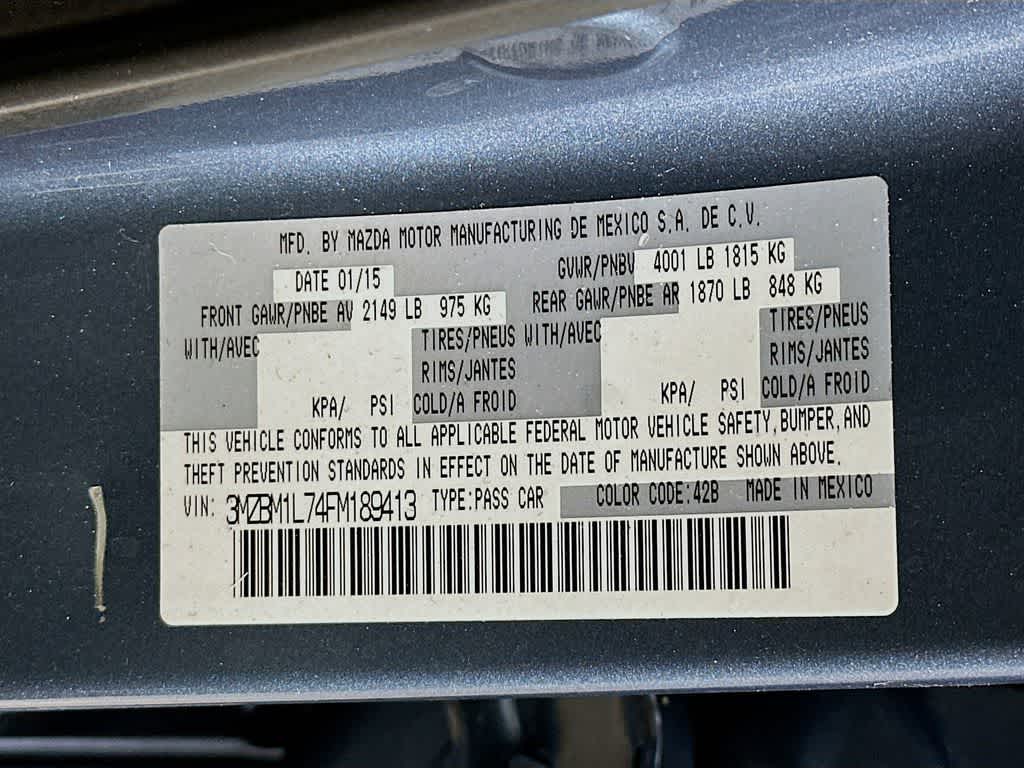 MFD. BY MAZDA MOTOR MANUFACTURING DE MEXICO S.A. DE C.V.
DATE 01/15 GVWR/PNBV 4001 LB 1815 KG
FRONT GAWR/PNBE AV 2149 LB 975 KG REAR GAWR/PNBE AR 1870 LB 848 KG
WITH/AVEC TIRES/PNEUS WITH/AVEC TIRES/PNEUS
RIMS/JANTES RIMS/JANTES
KPA/ PSI COLD/A FROID KPA/ PSI COLD/A FROID
THIS VEHICLE CONFORMS TO ALL APPLICABLE FEDERAL MOTOR VEHICLE SAFETY, BUMPER, AND
THEFT PREVENTION STANDARDS IN EFFECT ON THE DATE OF MANUFACTURE SHOWN ABOVE.
VIN: 3MZBM1L74FM189413 TYPE:PASS CAR COLOR CODE:42B MADE IN MEXICO